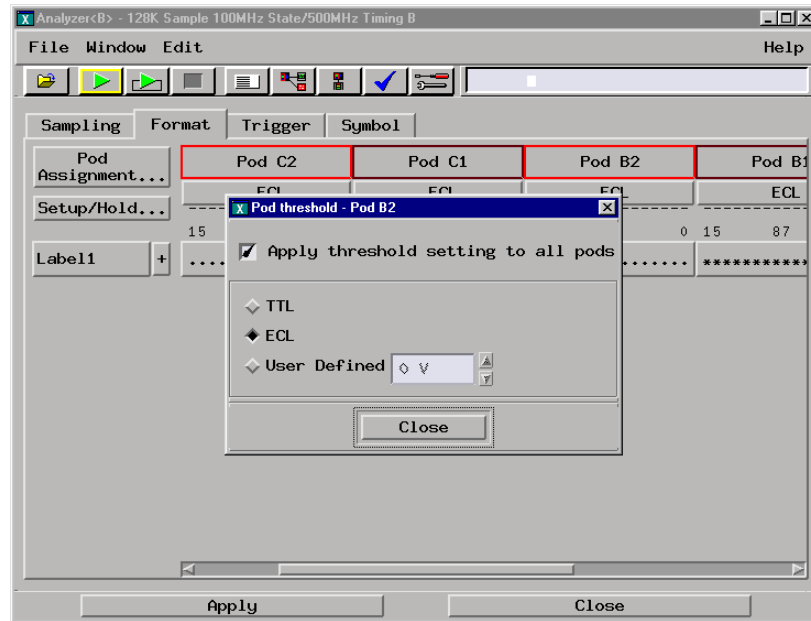 Analyzer<B> - 128K Sample 100MHz State/500MHz Timing B
File Window Edit Help
Sampling Format Trigger Symbol
Pod Assignment... Pod C2 Pod C1 Pod B2 Pod B1
ECL ECL ECL ECL
Setup/Hold...
Pod threshold - Pod B2
15 0 15 87
Label1 + .... ...... ***********
Apply threshold setting to all pods
TTL
ECL
User Defined 0 V
Close
Apply Close